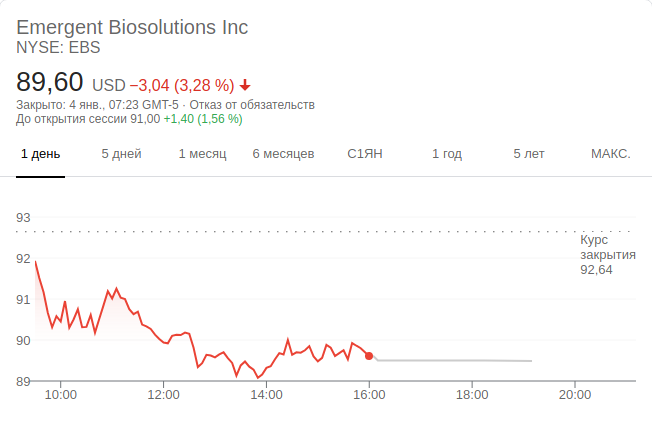 Emergent Biosolutions Inc
NYSE: EBS
89,60 USD −3,04 (3,28 %)
Закрыто: 4 янв., 07:23 GMT-5 · Отказ от обязательств
До открытия сессии 91,00 +1,40 (1,56 %)
1 день 5 дней 1 месяц 6 месяцев С1ЯН 1 год 5 лет МАКС.
93
Курс
закрытия
92,64
92
91
90
89
10:00 12:00 14:00 16:00 18:00 20:00